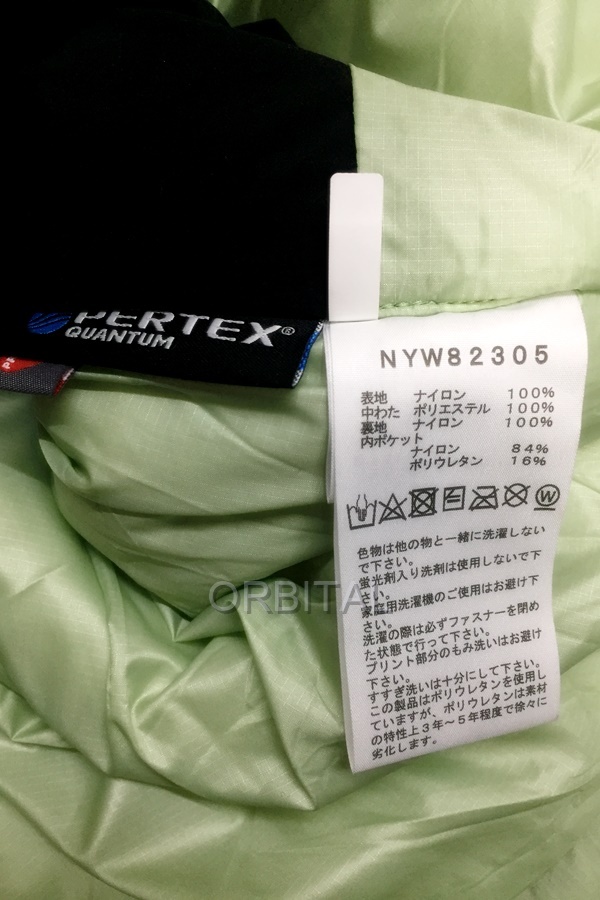 PERTEX®
QUANTUM
NYW82305
表地 ナイロン 100%
中わた ポリエステル 100%
裏地 ナイロン 100%
内ポケット
ナイロン 84%
ポリウレタン 16%
W
色物は他の物と一緒に洗濯しない
で下さい。
蛍光剤入り洗剤は使用しないで下
さい。
家庭用洗濯機のご使用はお避け下
さい。
洗濯の際は必ずファスナーを閉め
た状態で行って下さい。
プリント部分のもみ洗いはお避け
下さい。
すすぎ洗いは十分にして下さい。
この製品はポリウレタンを使用し
ていますが、ポリウレタンは素材
の特性上3年〜5年程度で徐々に
劣化します。
ORBITAL